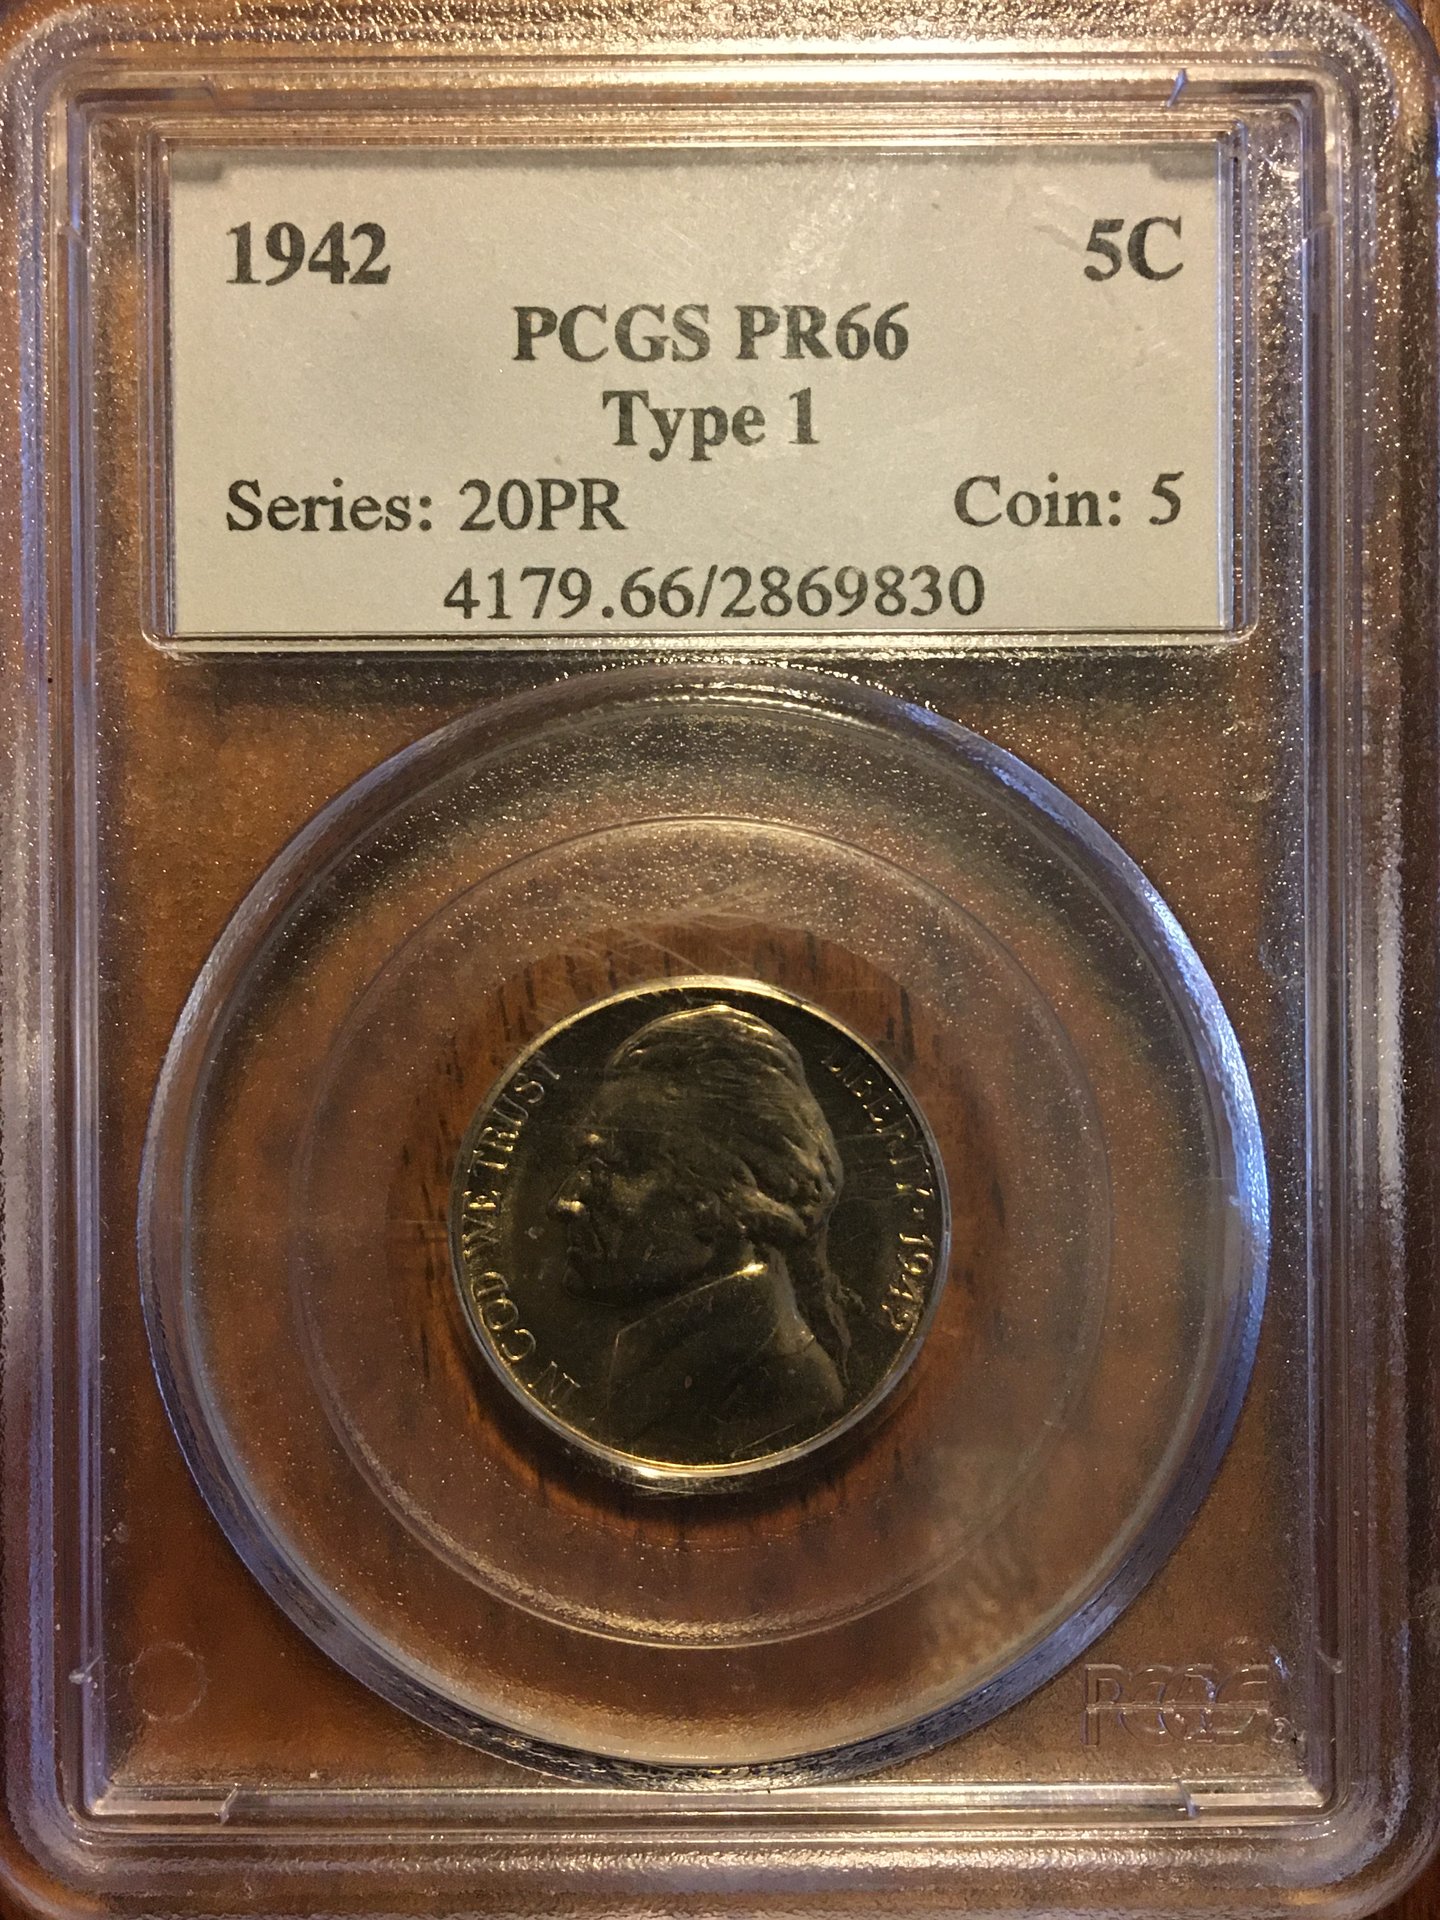 1942 5C
PCGS PR66
Type 1
Series: 20PR Coin: 5
4179.66/2869830
IN GOD WE TRUST
LIBERTY · 1942
PCGS